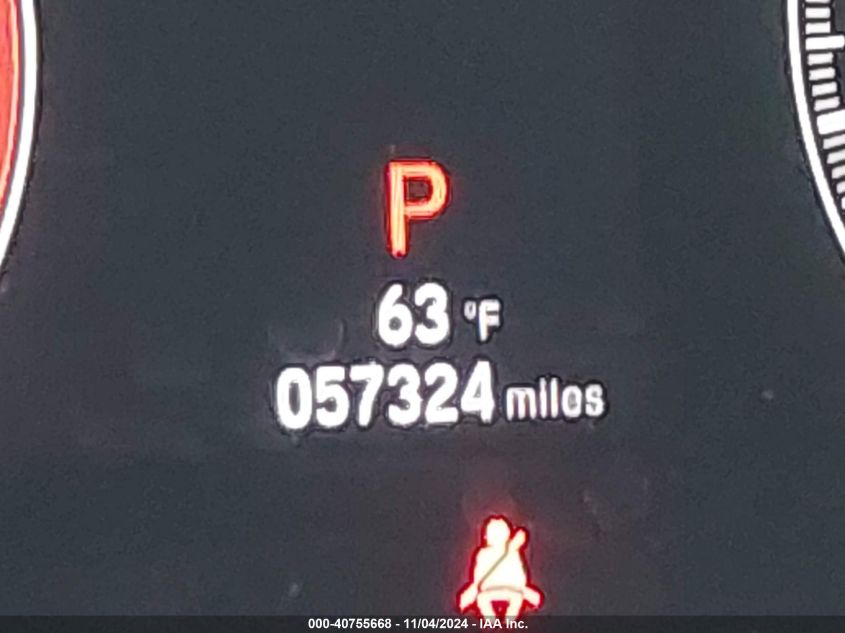 P
63 °F
057324 miles
000-40755668 - 11/04/2024 - IAA Inc.